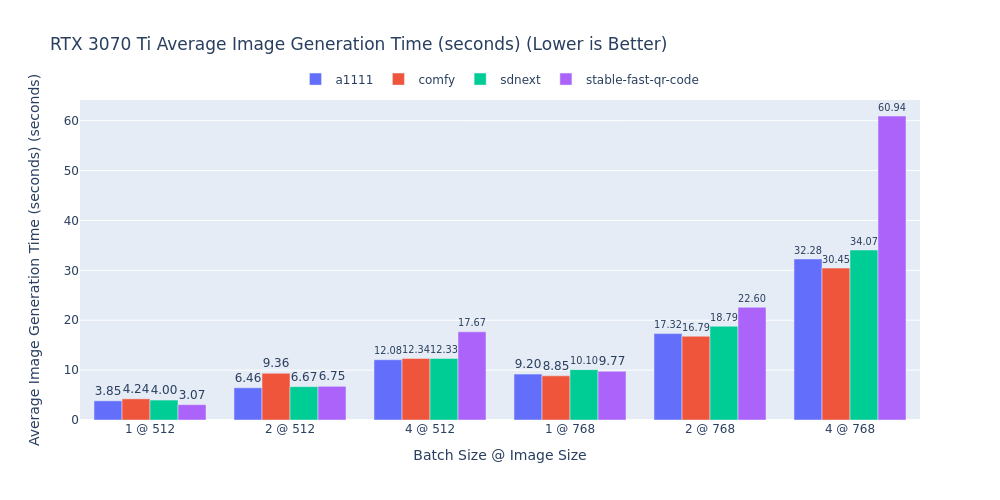 RTX 3070 Ti Average Image Generation Time (seconds) (Lower is Better)
a1111 comfy sdnext stable-fast-qr-code
Average Image Generation Time (seconds) (seconds)
60
50
40
30
20
10
0
3.85 4.24 4.00 3.07
6.46 9.36 6.67 6.75
12.08 12.34 12.33 17.67
9.20 8.85 10.10 9.77
17.32 16.79 18.79 22.60
32.28 30.45 34.07 60.94
1 @ 512 2 @ 512 4 @ 512 1 @ 768 2 @ 768 4 @ 768
Batch Size @ Image Size